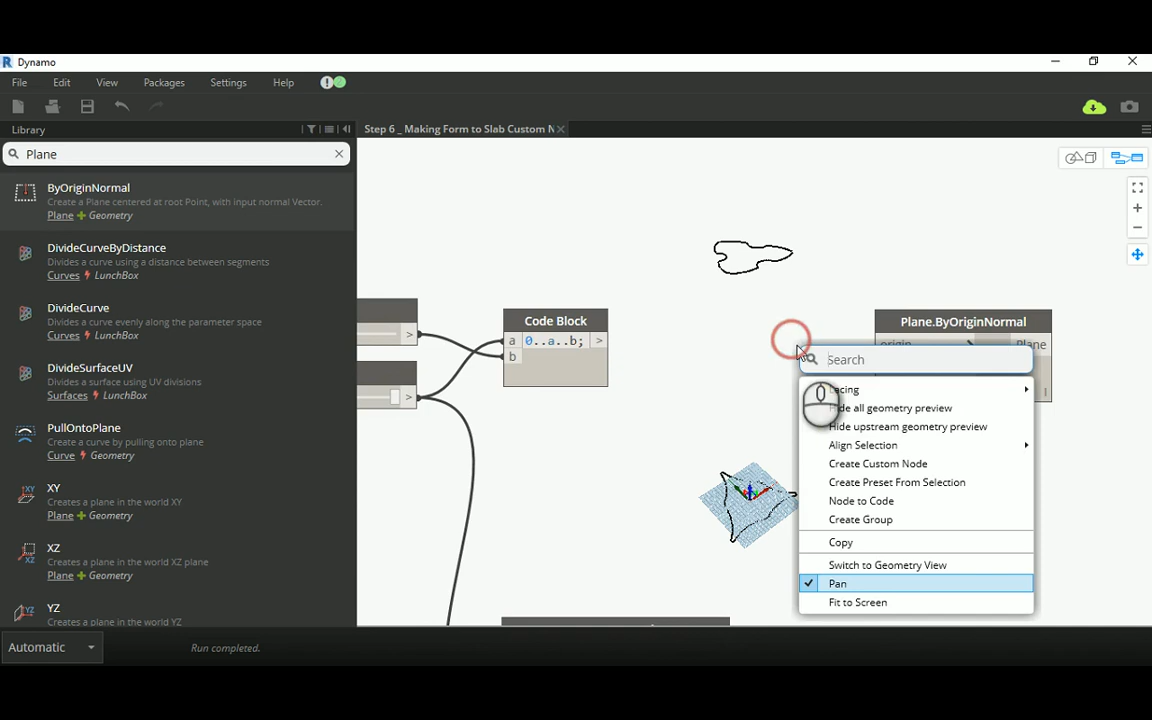 Dynamo
File Edit View Packages Settings Help
Library
Step 6 _ Making Form to Slab Custom N
Plane
ByOriginNormal
Create a Plane centered at root Point, with input normal Vector.
Plane Geometry
DivideCurveByDistance
Divides a curve using a distance between segments
Curves LunchBox
DivideCurve
Divides a curve evenly along the parameter space
Curves LunchBox
DivideSurfaceUV
Divides a surface using UV divisions
Surfaces LunchBox
PullOntoPlane
Create a curve by pulling onto plane
Curve Geometry
XY
Creates a plane in the world XY
Plane Geometry
XZ
Creates a plane in the world XZ plane
Plane Geometry
YZ
Creates a plane in the world YZ
Automatic
Run completed.
>
>
Code Block
a 0..a..b; >
b
Plane.ByOriginNormal
origin Plane
Search
Hide all geometry preview
Hide upstream geometry preview
Align Selection
Create Custom Node
Create Preset From Selection
Node to Code
Create Group
Copy
Switch to Geometry View
Pan
Fit to Screen